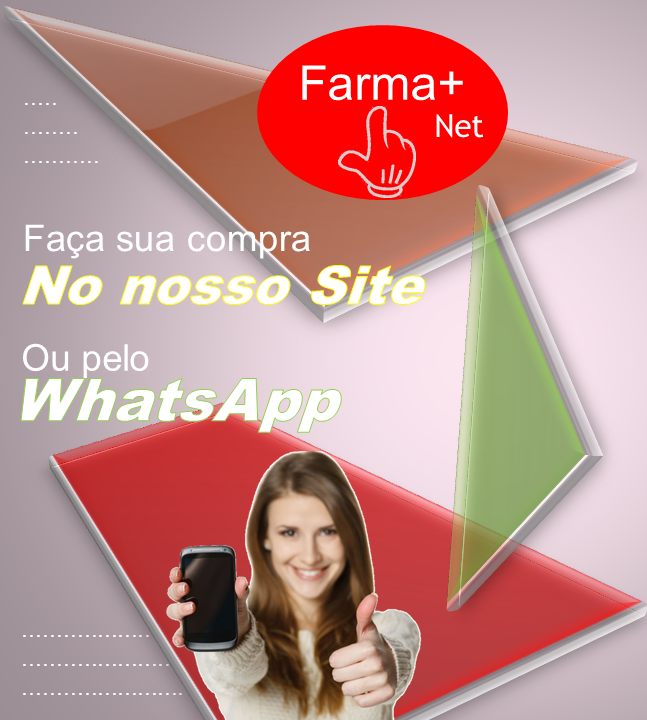 Farma+
Net
Faça sua compra
No nosso Site
Ou pelo
WhatsApp